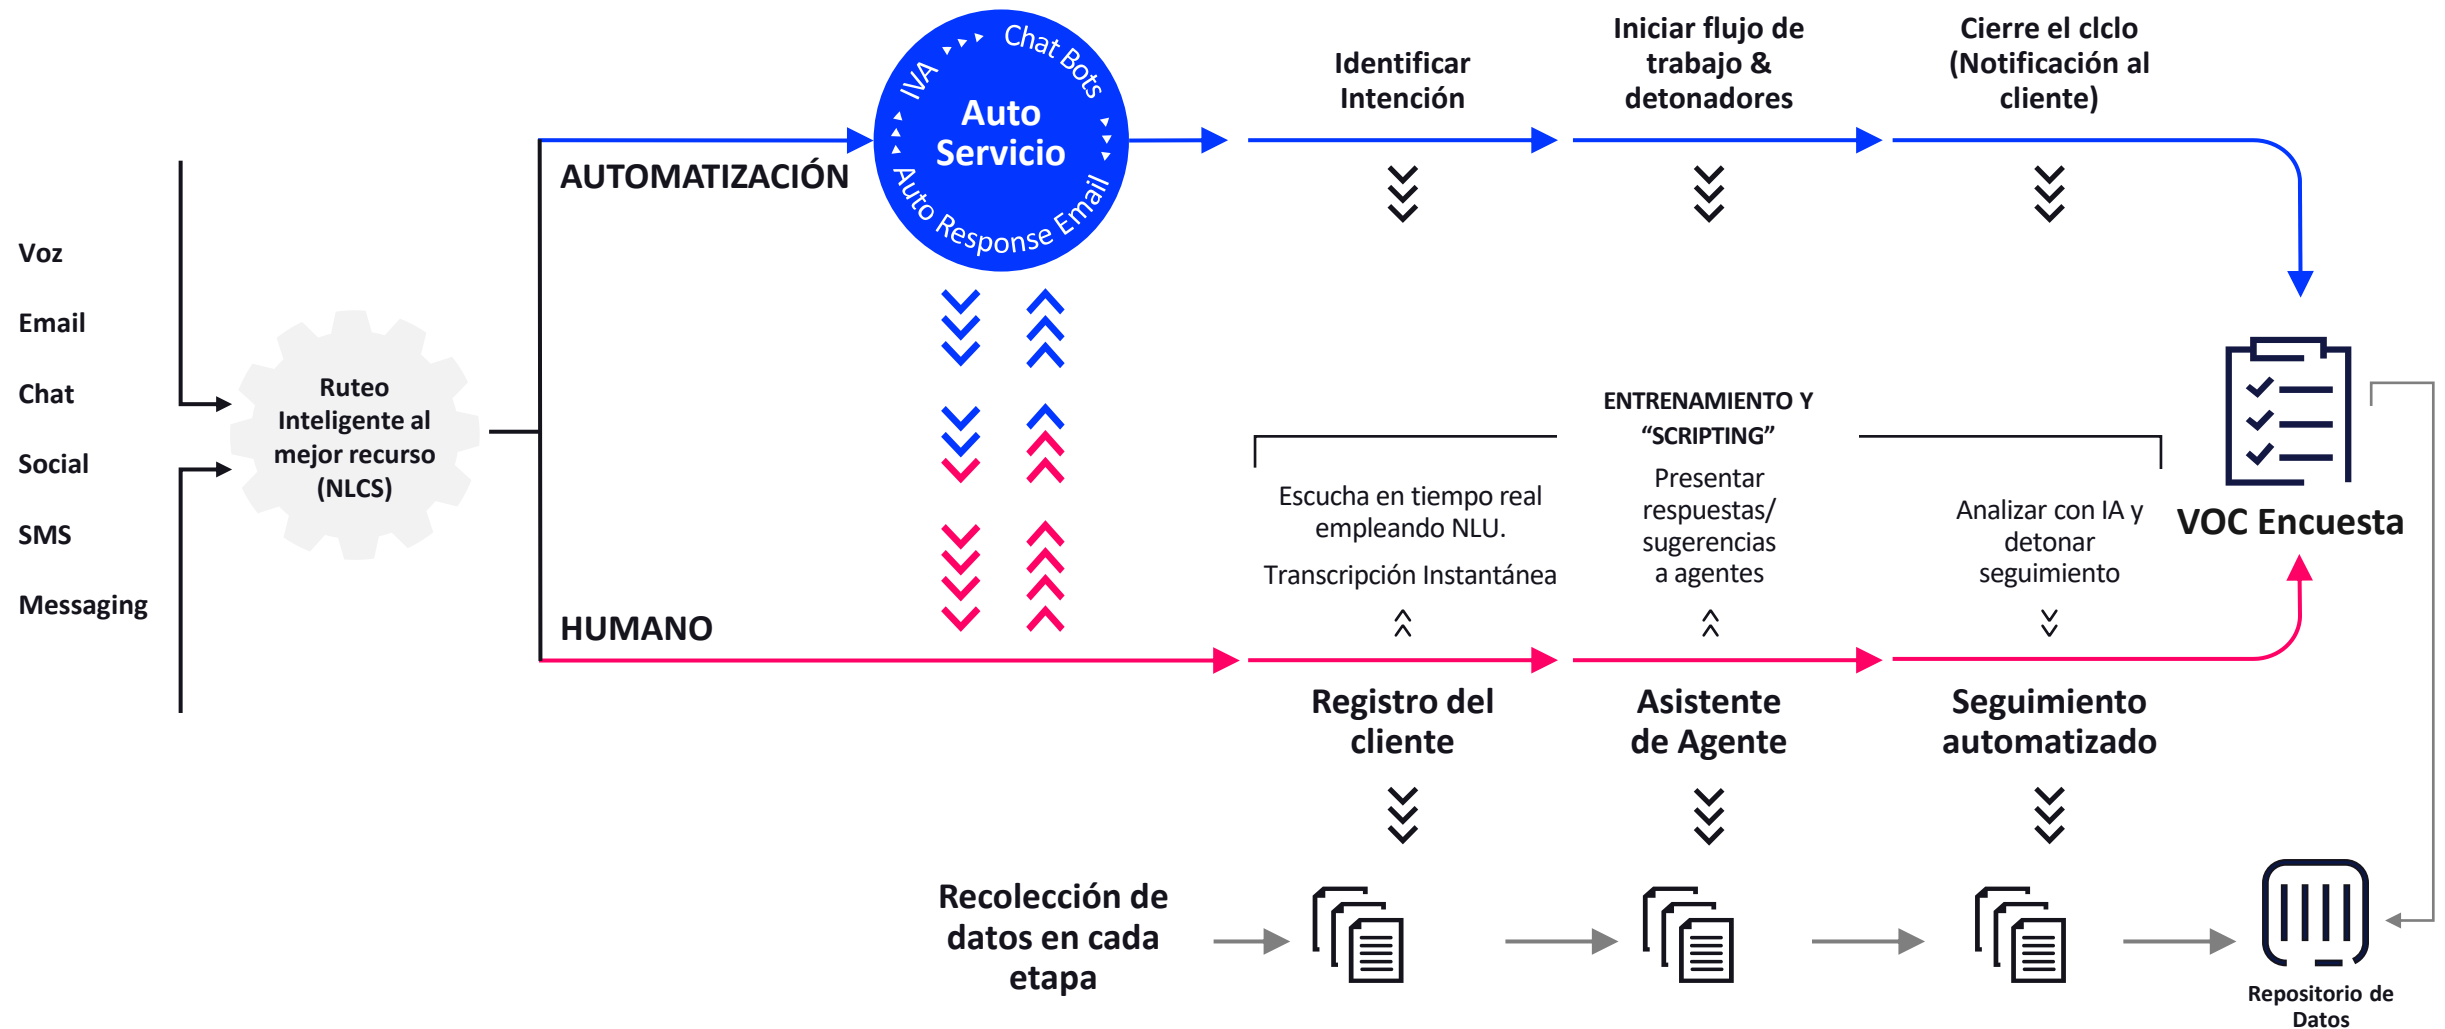 Voz
Email
Chat
Social
SMS
Messaging
Ruteo
Inteligente al
mejor recurso
(NLCS)
AUTOMATIZACIÓN
HUMANO
IVA
Chat Bots
Auto Response Email
Auto
Servicio
Identificar
Intención
Iniciar flujo de
trabajo &
detonadores
Cierre el clclo
(Notificación al
cliente)
ENTRENAMIENTO Y
“SCRIPTING”
Escucha en tiempo real
empleando NLU.
Transcripción Instantánea
Presentar
respuestas/
sugerencias
a agentes
Analizar con IA y
detonar
seguimiento
VOC Encuesta
Registro del
cliente
Asistente
de Agente
Seguimiento
automatizado
Recolección de
datos en cada
etapa
Repositorio de
Datos